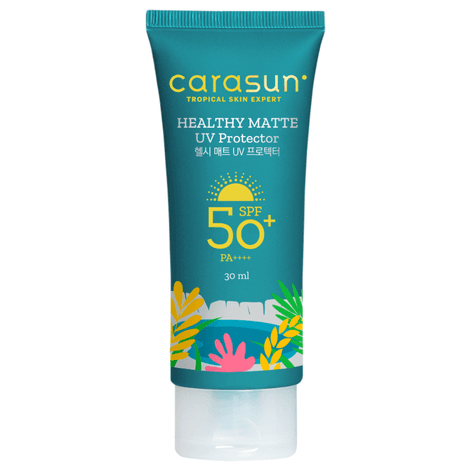 carasun
TROPICAL SKIN EXPERT
HEALTHY MATTE
UV Protector
헬시 매트 UV 프로텍터
SPF
50+
PA++++
30 ml